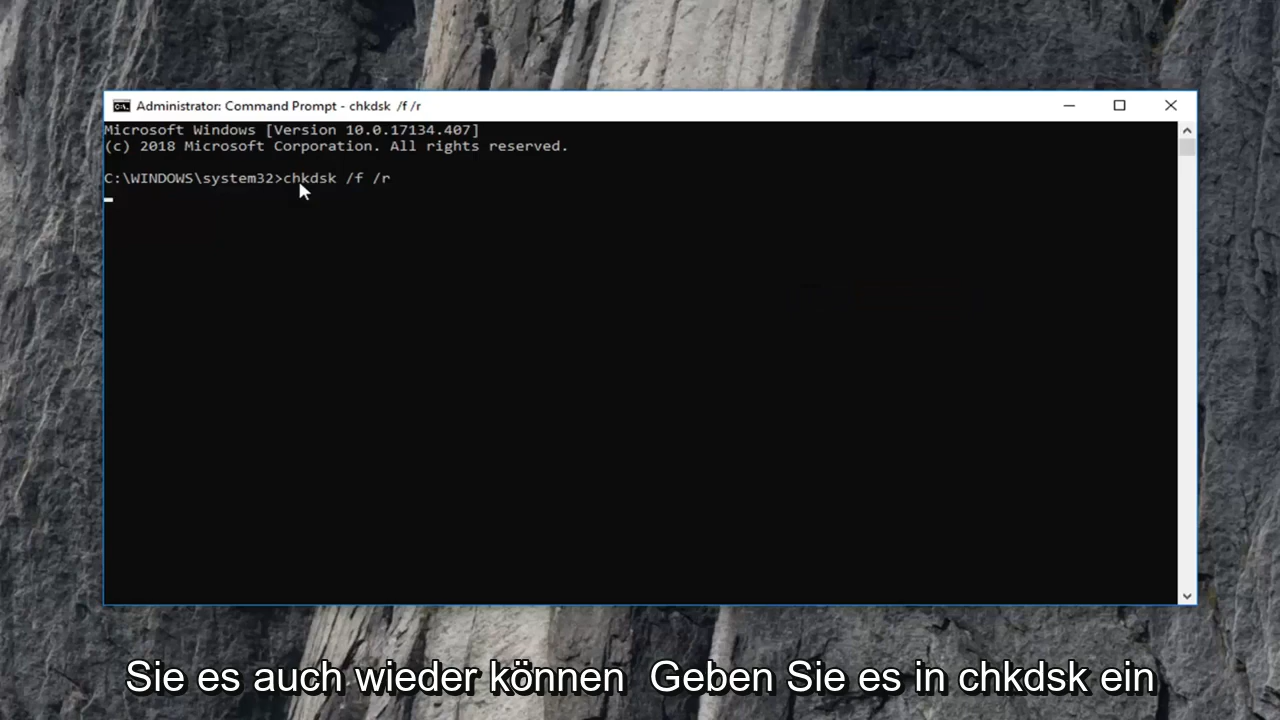 Administrator: Command Prompt - chkdsk  /f /r
Microsoft Windows [Version 10.0.17134.407]
(c) 2018 Microsoft Corporation. All rights reserved.
C:\WINDOWS\system32>chkdsk /f /r
Sie es auch wieder können  Geben Sie es in chkdsk ein